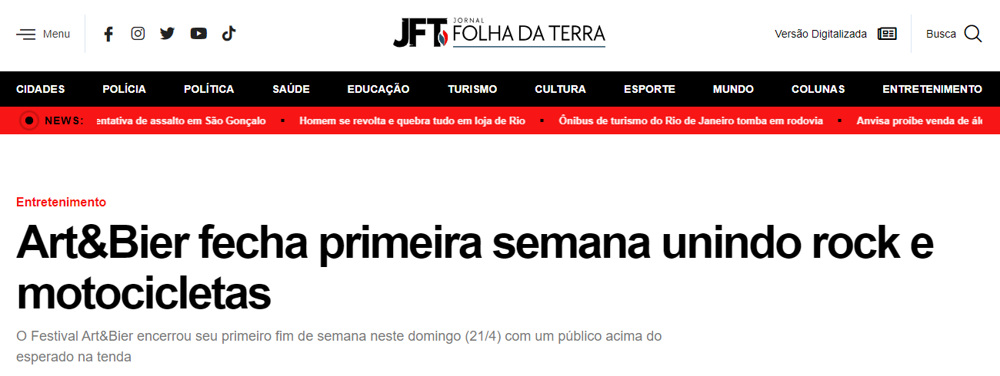 Menu
JFT JORNAL FOLHA DA TERRA
Versão Digitalizada
Busca
CIDADES POLÍCIA POLÍTICA SAÚDE EDUCAÇÃO TURISMO CULTURA ESPORTE MUNDO COLUNAS ENTRETENIMENTO
NEWS: entativa de assalto em São Gonçalo ▪ Homem se revolta e quebra tudo em loja de Rio ▪ Ônibus de turismo do Rio de Janeiro tomba em rodovia ▪ Anvisa proíbe venda de
Entretenimento
Art&Bier fecha primeira semana unindo rock e
motocicletas
O Festival Art&Bier encerrou seu primeiro fim de semana neste domingo (21/4) com um público acima do
esperado na tenda